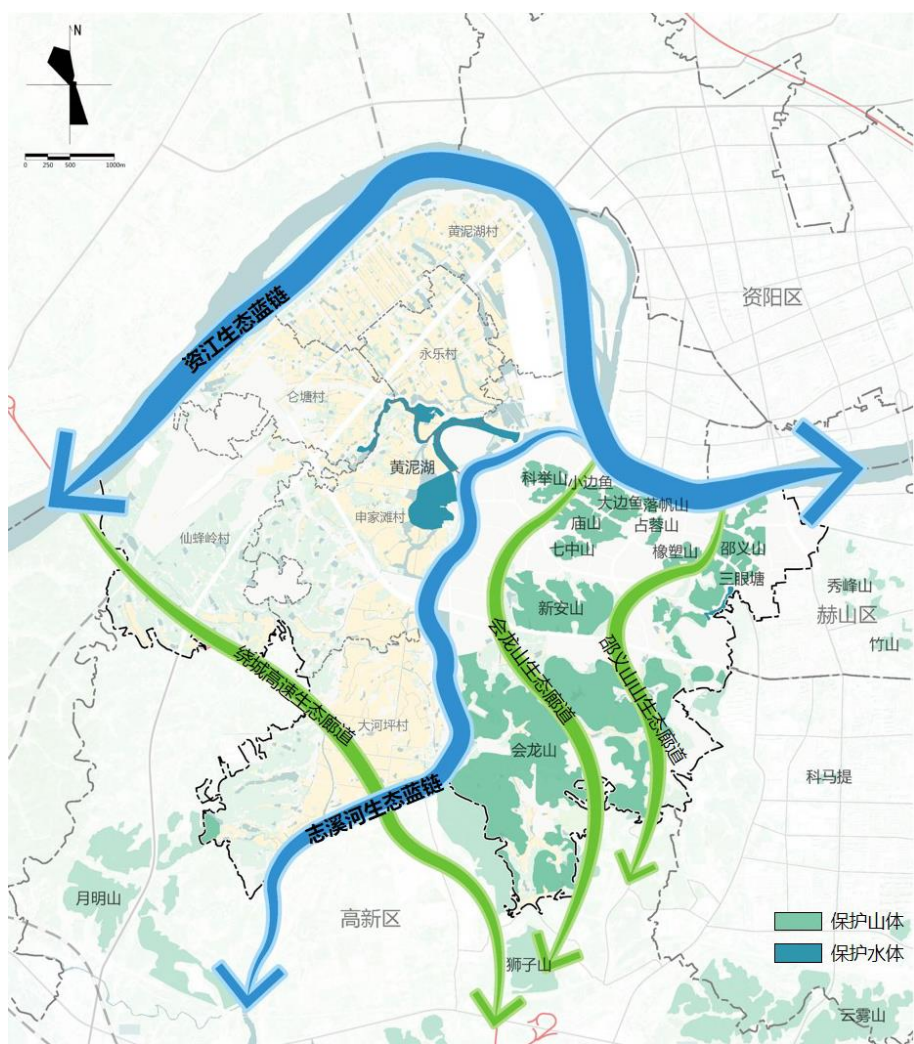 N
0 250 500 1000m
黄泥湖村
资阳区
资江生态蓝链
永乐村
仑塘村
黄泥湖
科举山
小边鱼
大边鱼
落帆山
申家滩村
庙山
占蓉山
仙蜂岭村
七中山
橡塑山
邵义山
三眼塘
秀峰山
新安山
赫山区
竹山
会龙山生态廊道
邵义山山生态廊道
绕城高速生态廊道
大河坪村
会龙山
科马提
志溪河生态蓝链
月明山
高新区
保护山体
保护水体
狮子山
云雾山